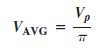 V_AVG = V_p / π